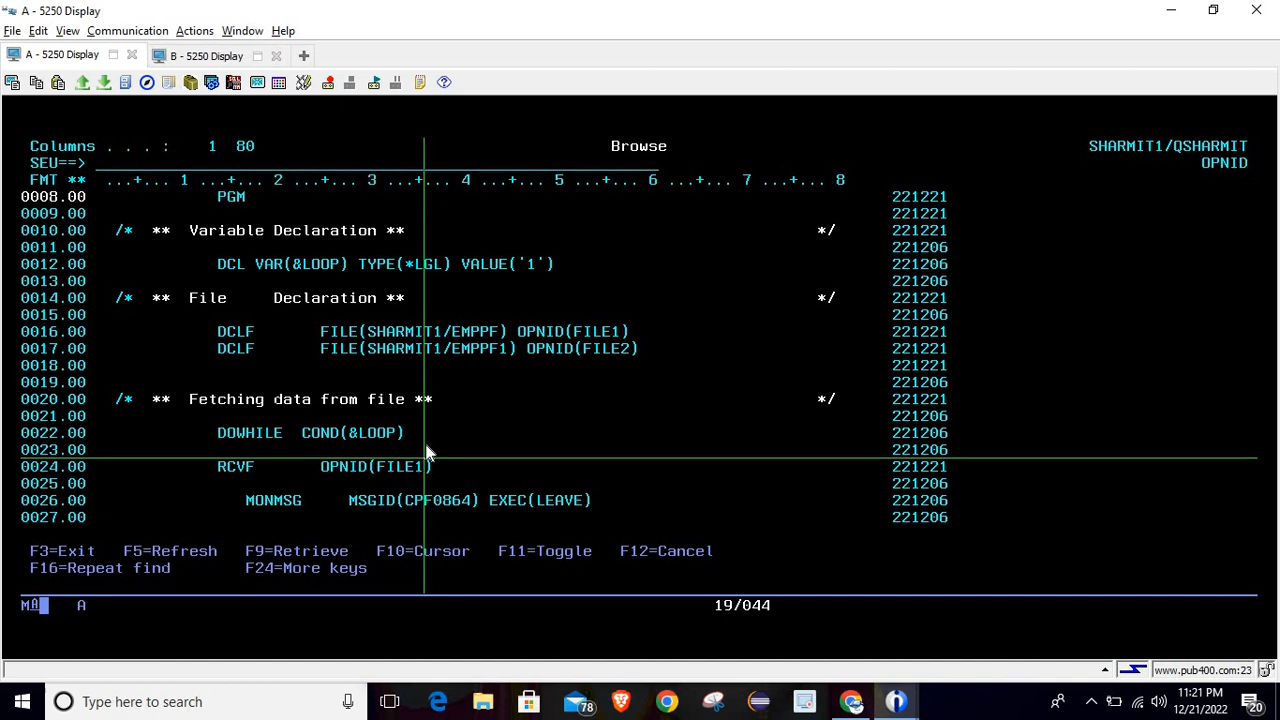 A - 5250 Display
File Edit View Communication Actions Window Help
A - 5250 Display B - 5250 Display
Columns . . . : 1 80 Browse SHARMIT1/QSHARMIT
SEU==> OPNID
FMT ** ...+... 1 ...+... 2 ...+... 3 ...+... 4 ...+... 5 ...+... 6 ...+... 7 ...+... 8
0008.00 PGM 221221
0009.00 221221
0010.00 /* ** Variable Declaration ** */ 221221
0011.00 221206
0012.00 DCL VAR(&LOOP) TYPE(*LGL) VALUE('1') 221206
0013.00 221206
0014.00 /* ** File Declaration ** */ 221221
0015.00 221206
0016.00 DCLF FILE(SHARMIT1/EMPPF) OPNID(FILE1) 221221
0017.00 DCLF FILE(SHARMIT1/EMPPF1) OPNID(FILE2) 221221
0018.00 221221
0019.00 221206
0020.00 /* ** Fetching data from file ** */ 221221
0021.00 221206
0022.00 DOWHILE COND(&LOOP) 221206
0023.00 221206
0024.00 RCVF OPNID(FILE1) 221221
0025.00 221206
0026.00 MONMSG MSGID(CPF0864) EXEC(LEAVE) 221206
0027.00 221206
F3=Exit F5=Refresh F9=Retrieve F10=Cursor F11=Toggle F12=Cancel
F16=Repeat find F24=More keys
MA A 19/044
www.pub400.com:23
Type here to search 78 11:21 PM
12/21/2022 20